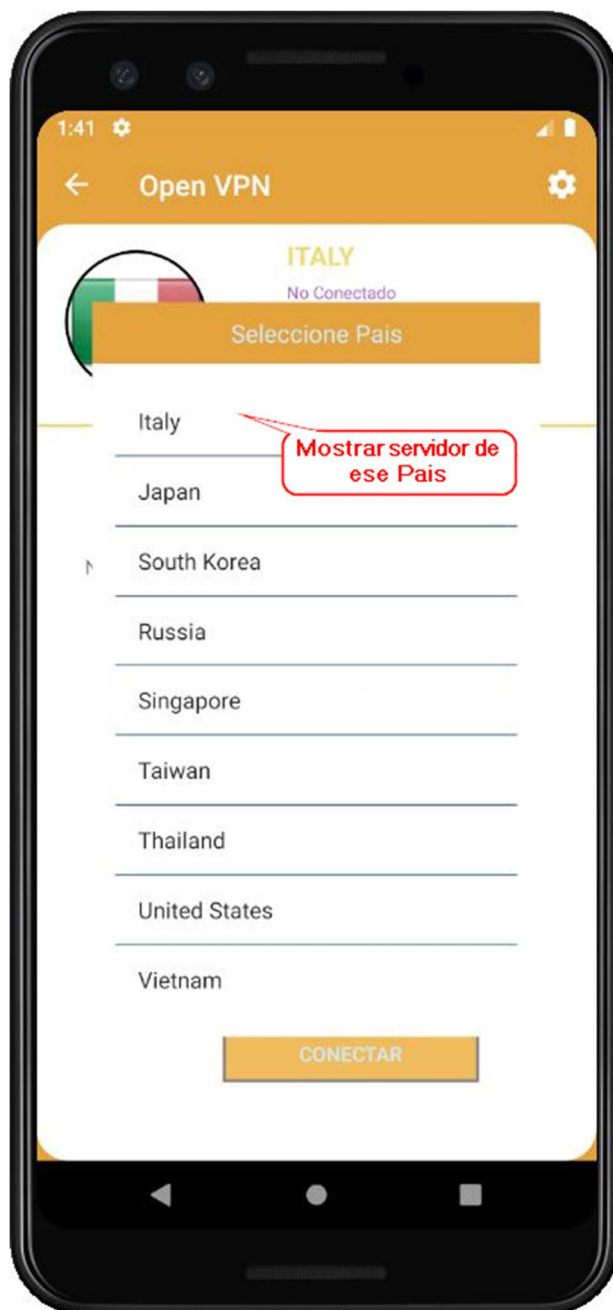 1:41
Open VPN
ITALY
No Conectado
Seleccione Pais
Italy
Mostrar servidor de
ese Pais
Japan
South Korea
Russia
Singapore
Taiwan
Thailand
United States
Vietnam
CONECTAR